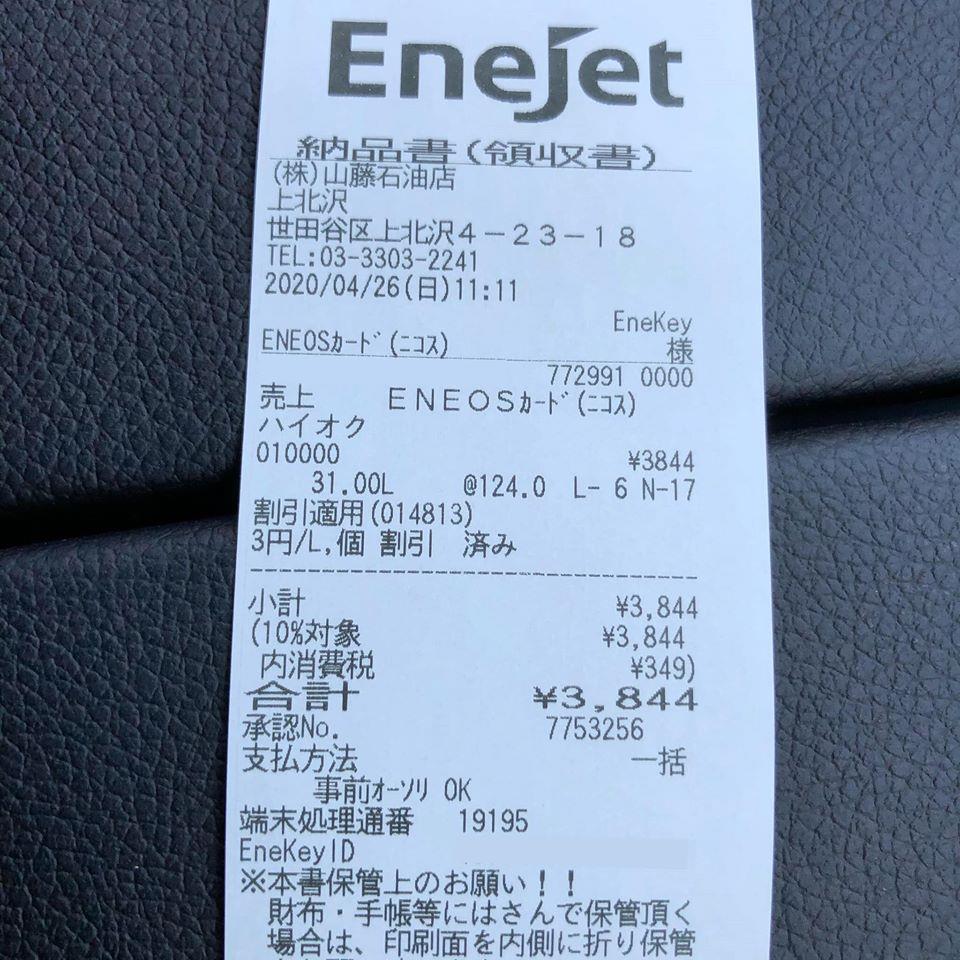 EneJet
納品書(領収書)
(株)山藤石油店
上北沢
世田谷区上北沢4-23-18
TEL:03-3303-2241
2020/04/26(日)11:11
EneKey
ENEOSカード(ニコス) 様
772991 0000
売上 ENEOSカード(ニコス)
ハイオク
010000 ¥3844
31.00L @124.0 L- 6 N-17
割引適用(014813)
3円/L,個 割引 済み
小計 ¥3,844
(10%対象 ¥3,844
内消費税 ¥349)
合計 ¥3,844
承認No. 7753256
支払方法 一括
事前オーソリ OK
端末処理通番 19195
EneKeyID
※本書保管上のお願い!!
財布・手帳等にはさんで保管頂く
場合は、印刷面を内側に折り保管